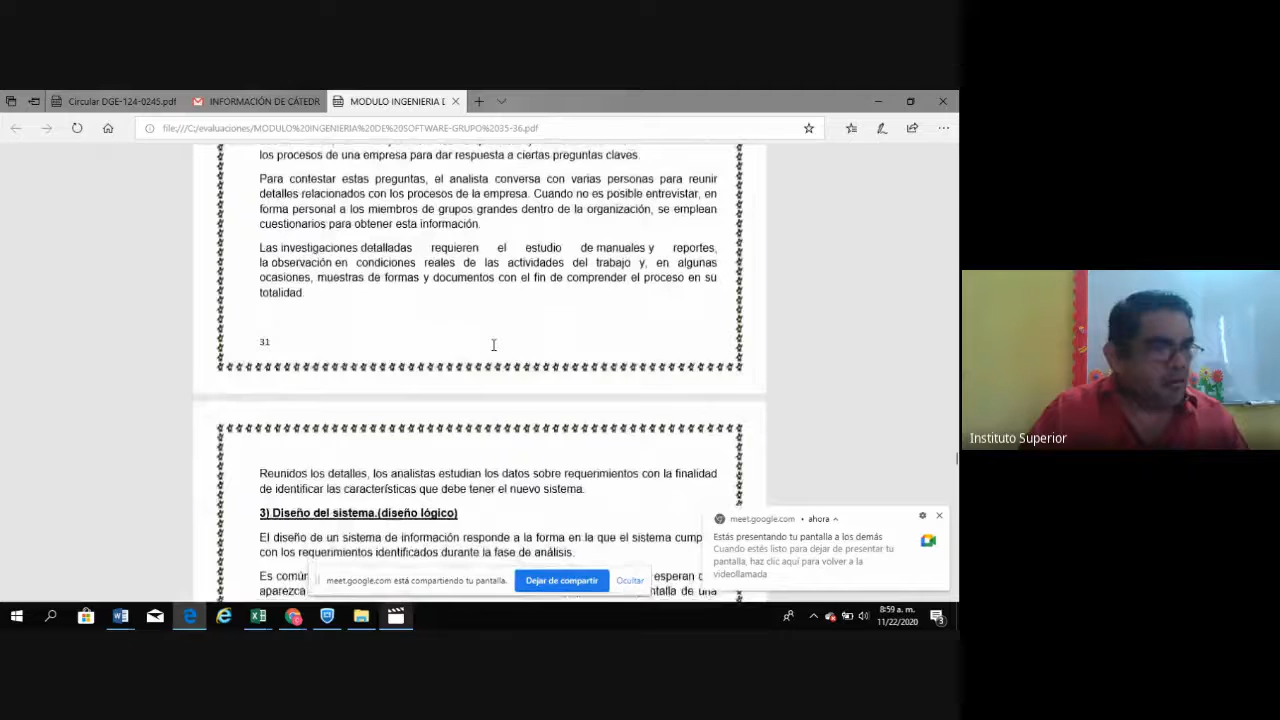 Circular DGE-124-0245.pdf
INFORMACIÓN DE CÁTEDR
MODULO INGENIERIA D
file:///C:/evaluaciones/MODULO%20INGENIERIA%20DE%20SOFTWARE-GRUPO%2035-36.pdf
los procesos de una empresa para dar respuesta a ciertas preguntas claves.
Para contestar estas preguntas, el analista conversa con varias personas para reunir
detalles relacionados con los procesos de la empresa. Cuando no es posible entrevistar, en
forma personal a los miembros de grupos grandes dentro de la organización, se emplean
cuestionarios para obtener esta información.
Las investigaciones detalladas requieren el estudio de manuales y reportes,
la observación en condiciones reales de las actividades del trabajo y, en algunas
ocasiones, muestras de formas y documentos con el fin de comprender el proceso en su
totalidad.
31
Reunidos los detalles, los analistas estudian los datos sobre requerimientos con la finalidad
de identificar las características que debe tener el nuevo sistema.
3) Diseño del sistema.(diseño lógico)
El diseño de un sistema de información responde a la forma en la que el sistema cump
con los requerimientos identificados durante la fase de análisis.
Es común esperan
aparezca de una
meet.google.com está compartiendo tu pantalla.
Dejar de compartir
Ocultar
meet.google.com • ahora
Estás presentando tu pantalla a los demás
Cuando estés listo para dejar de presentar tu
pantalla, haz clic aquí para volver a la
videollamada
8:59 a. m.
11/22/2020
3
Instituto Superior